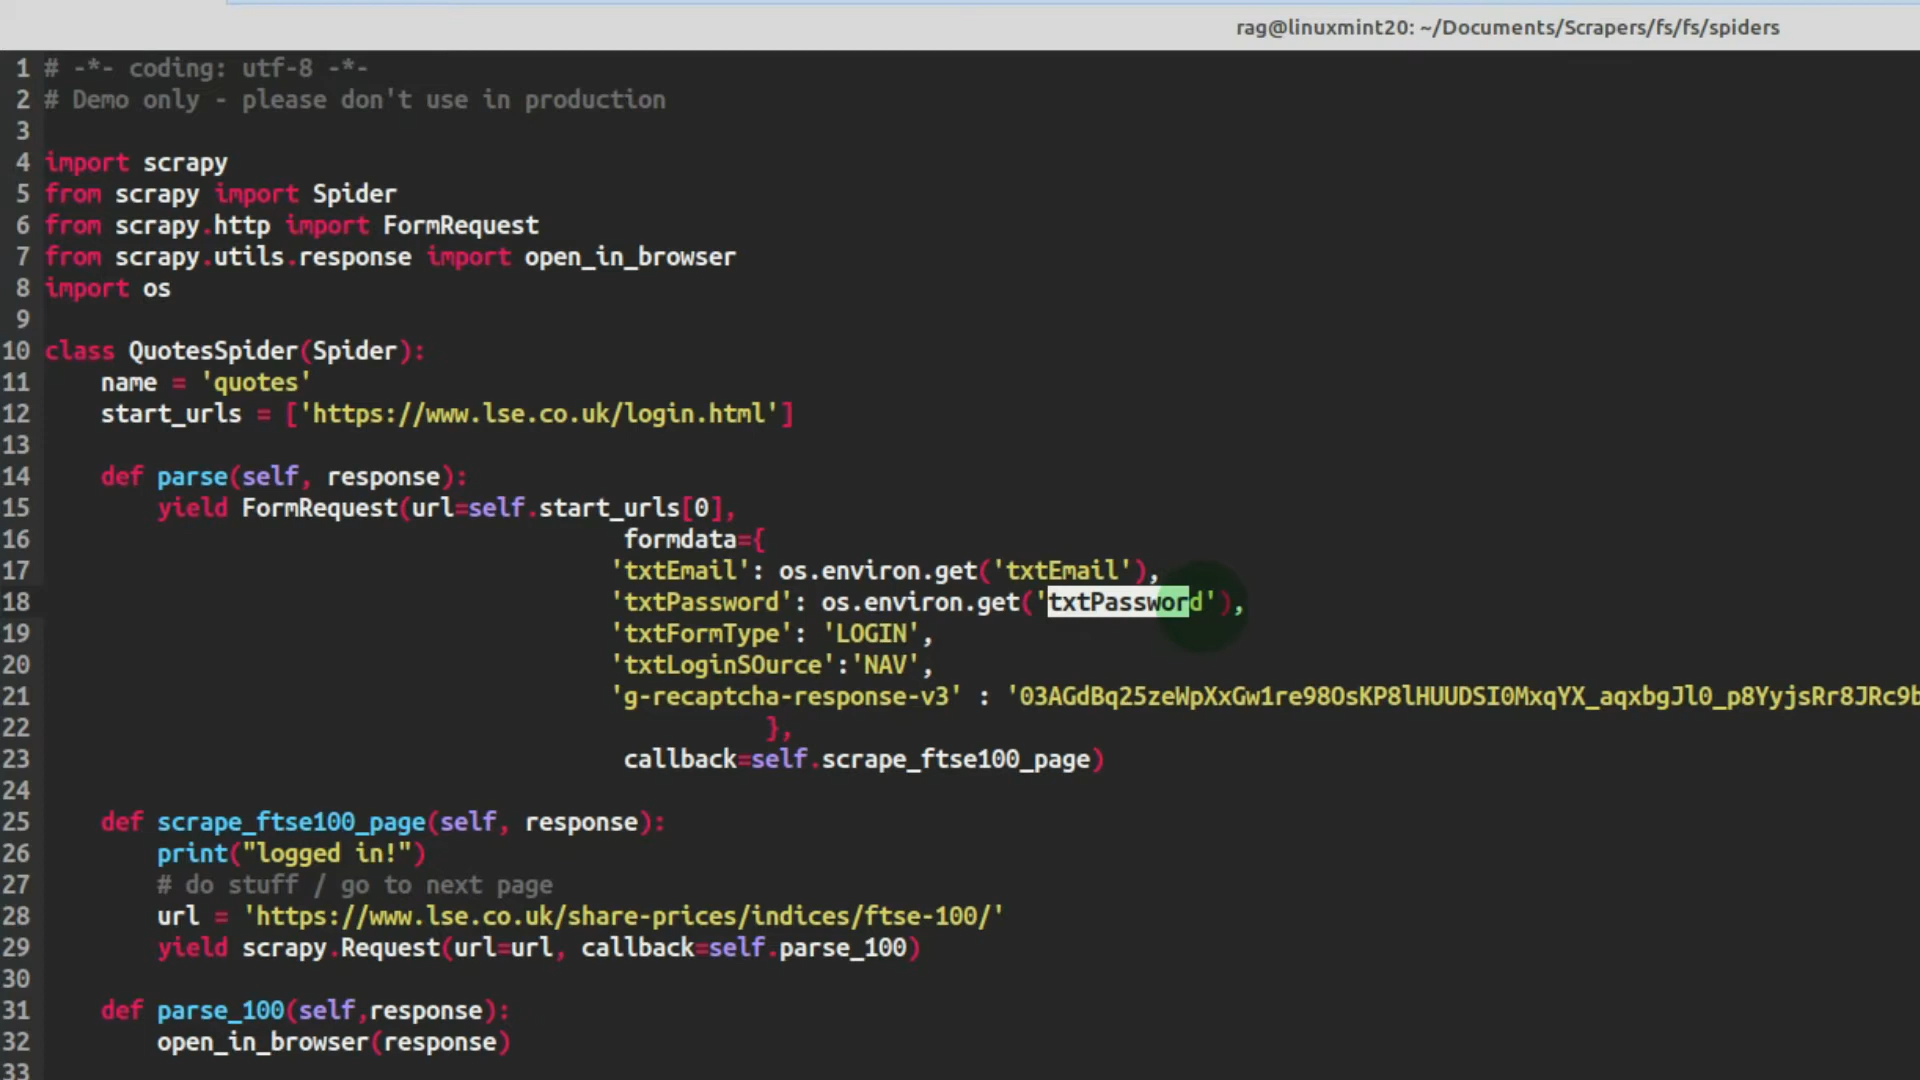 rag@linuxmint20: ~/Documents/Scrapers/fs/fs/spiders
1 # -*- coding: utf-8 -*-
2 # Demo only - please don't use in production
3
4 import scrapy
5 from scrapy import Spider
6 from scrapy.http import FormRequest
7 from scrapy.utils.response import open_in_browser
8 import os
9
10 class QuotesSpider(Spider):
11     name = 'quotes'
12     start_urls = ['https://www.lse.co.uk/login.html']
13
14     def parse(self, response):
15         yield FormRequest(url=self.start_urls[0],
16                                          formdata={
17                                         'txtEmail': os.environ.get('txtEmail'),
18                                         'txtPassword': os.environ.get('txtPassword'),
19                                         'txtFormType': 'LOGIN',
20                                         'txtLoginSOurce':'NAV',
21                                         'g-recaptcha-response-v3' : '03AGdBq25zeWpXxGw1re98OsKP8lHUUDSI0MxqYX_aqxbgJl0_p8YyjsRr8JRc9b
22                                                    },
23                                          callback=self.scrape_ftse100_page)
24
25     def scrape_ftse100_page(self, response):
26         print("logged in!")
27         # do stuff / go to next page
28         url = 'https://www.lse.co.uk/share-prices/indices/ftse-100/'
29         yield scrapy.Request(url=url, callback=self.parse_100)
30
31     def parse_100(self,response):
32         open_in_browser(response)
33